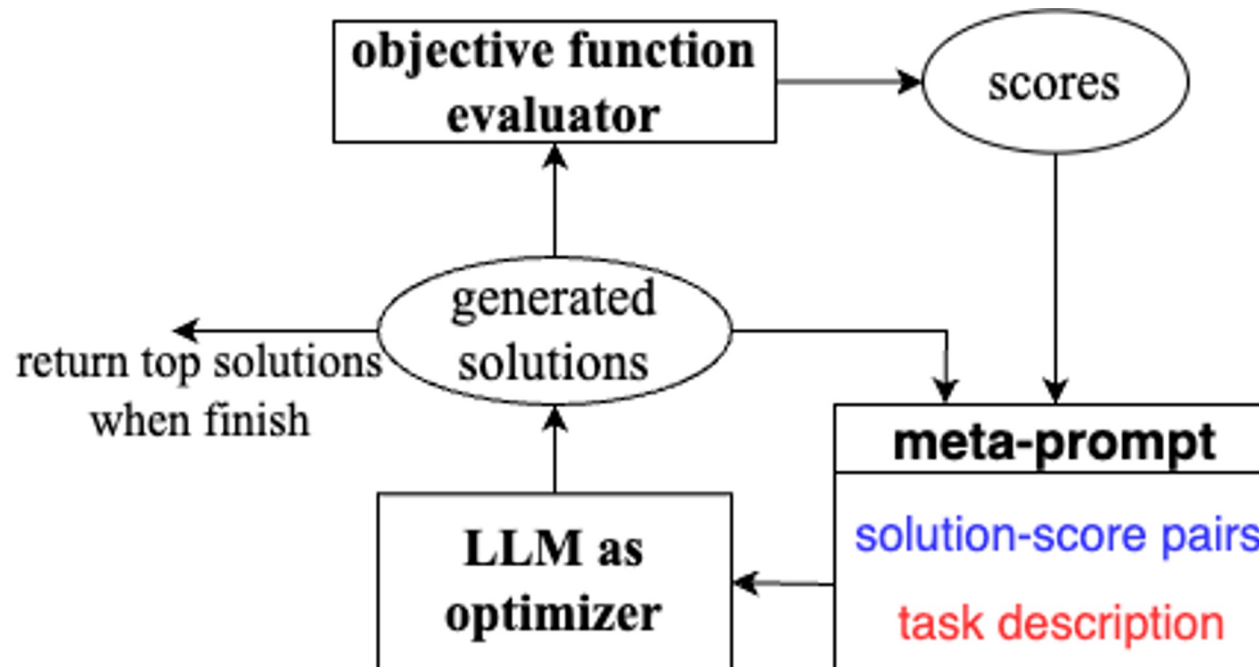 objective function
evaluator
scores
generated
solutions
return top solutions
when finish
meta-prompt
solution-score pairs
task description
LLM as
optimizer